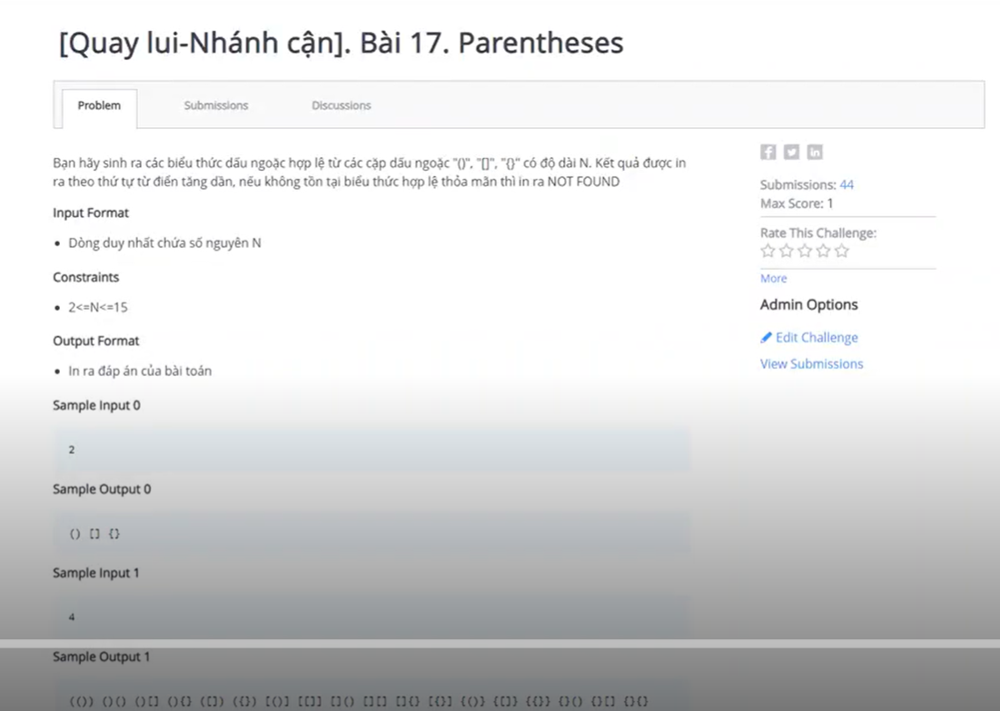 [Quay lui-Nhánh cận]. Bài 17. Parentheses
Problem
Submissions
Discussions
Bạn hãy sinh ra các biểu thức dấu ngoặc hợp lệ từ các cặp dấu ngoặc "()", "[]", "{}" có độ dài N. Kết quả được in
ra theo thứ tự từ điển tăng dần, nếu không tồn tại biểu thức hợp lệ thỏa mãn thì in ra NOT FOUND
Input Format
• Dòng duy nhất chứa số nguyên N
Constraints
• 2<=N<=15
Output Format
• In ra đáp án của bài toán
Sample Input 0
2
Sample Output 0
() [] {}
Sample Input 1
4
Sample Output 1
(()) ()() ()[] (){} ([]) ({}) [()] [[]] []() [][] []{} [{}] {()} {[]} {{}} {}() {}[] {}{}
Submissions: 44
Max Score: 1
Rate This Challenge:
More
Admin Options
Edit Challenge
View Submissions